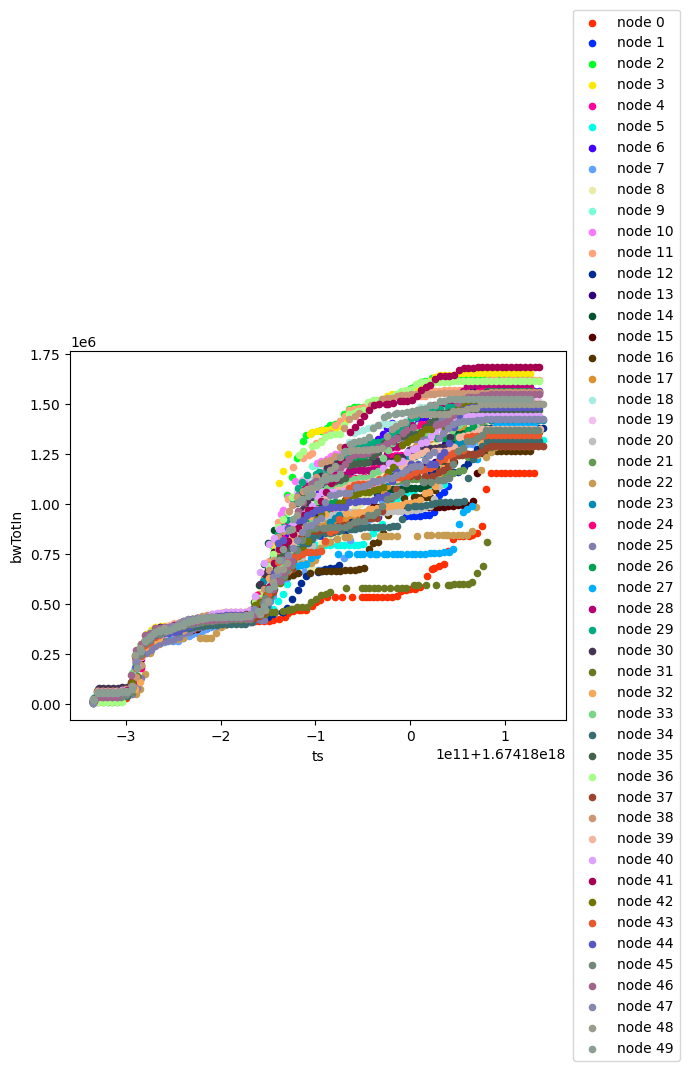 node 0
node 1
node 2
node 3
node 4
node 5
node 6
node 7
node 8
node 9
node 10
node 11
node 12
node 13
node 14
node 15
node 16
node 17
node 18
node 19
node 20
node 21
node 22
node 23
node 24
node 25
node 26
node 27
node 28
node 29
node 30
node 31
node 32
node 33
node 34
node 35
node 36
node 37
node 38
node 39
node 40
node 41
node 42
node 43
node 44
node 45
node 46
node 47
node 48
node 49
1e6
1.75
1.50
1.25
1.00
0.75
0.50
0.25
0.00
bwTotIn
−3 −2 −1 0 1
ts
1e11+1.67418e18